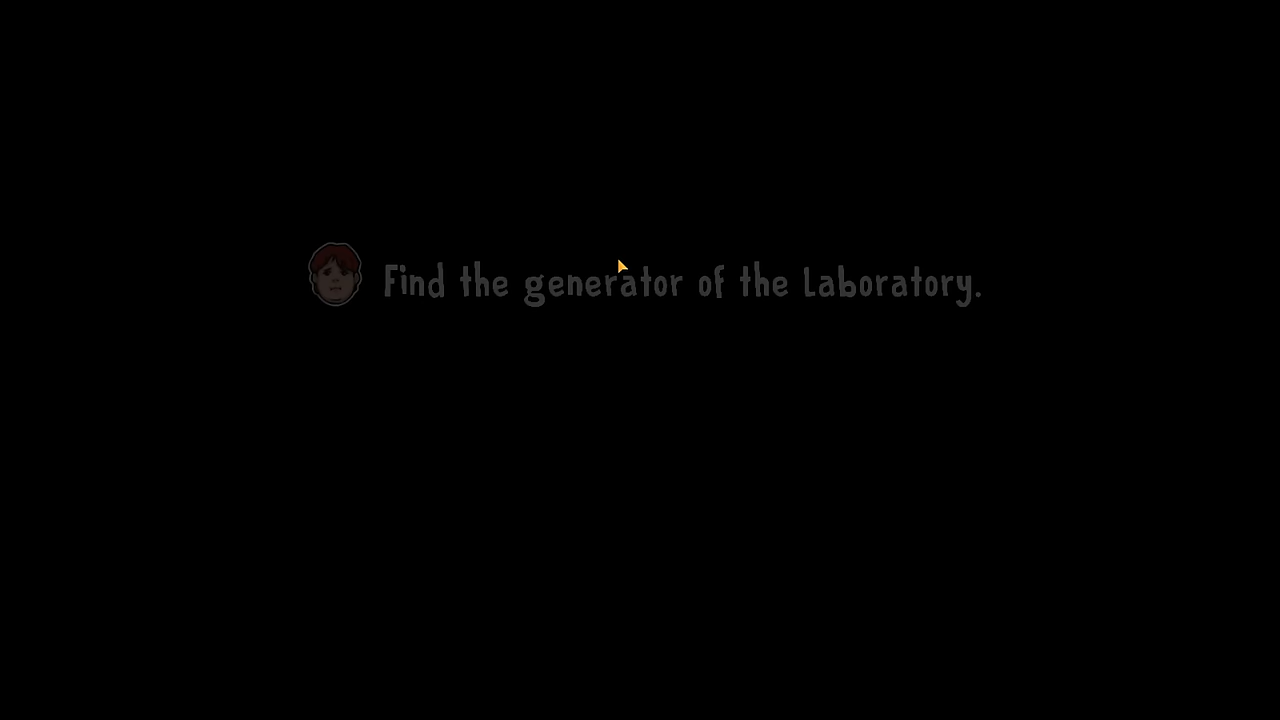 Find the generator of the Laboratory.